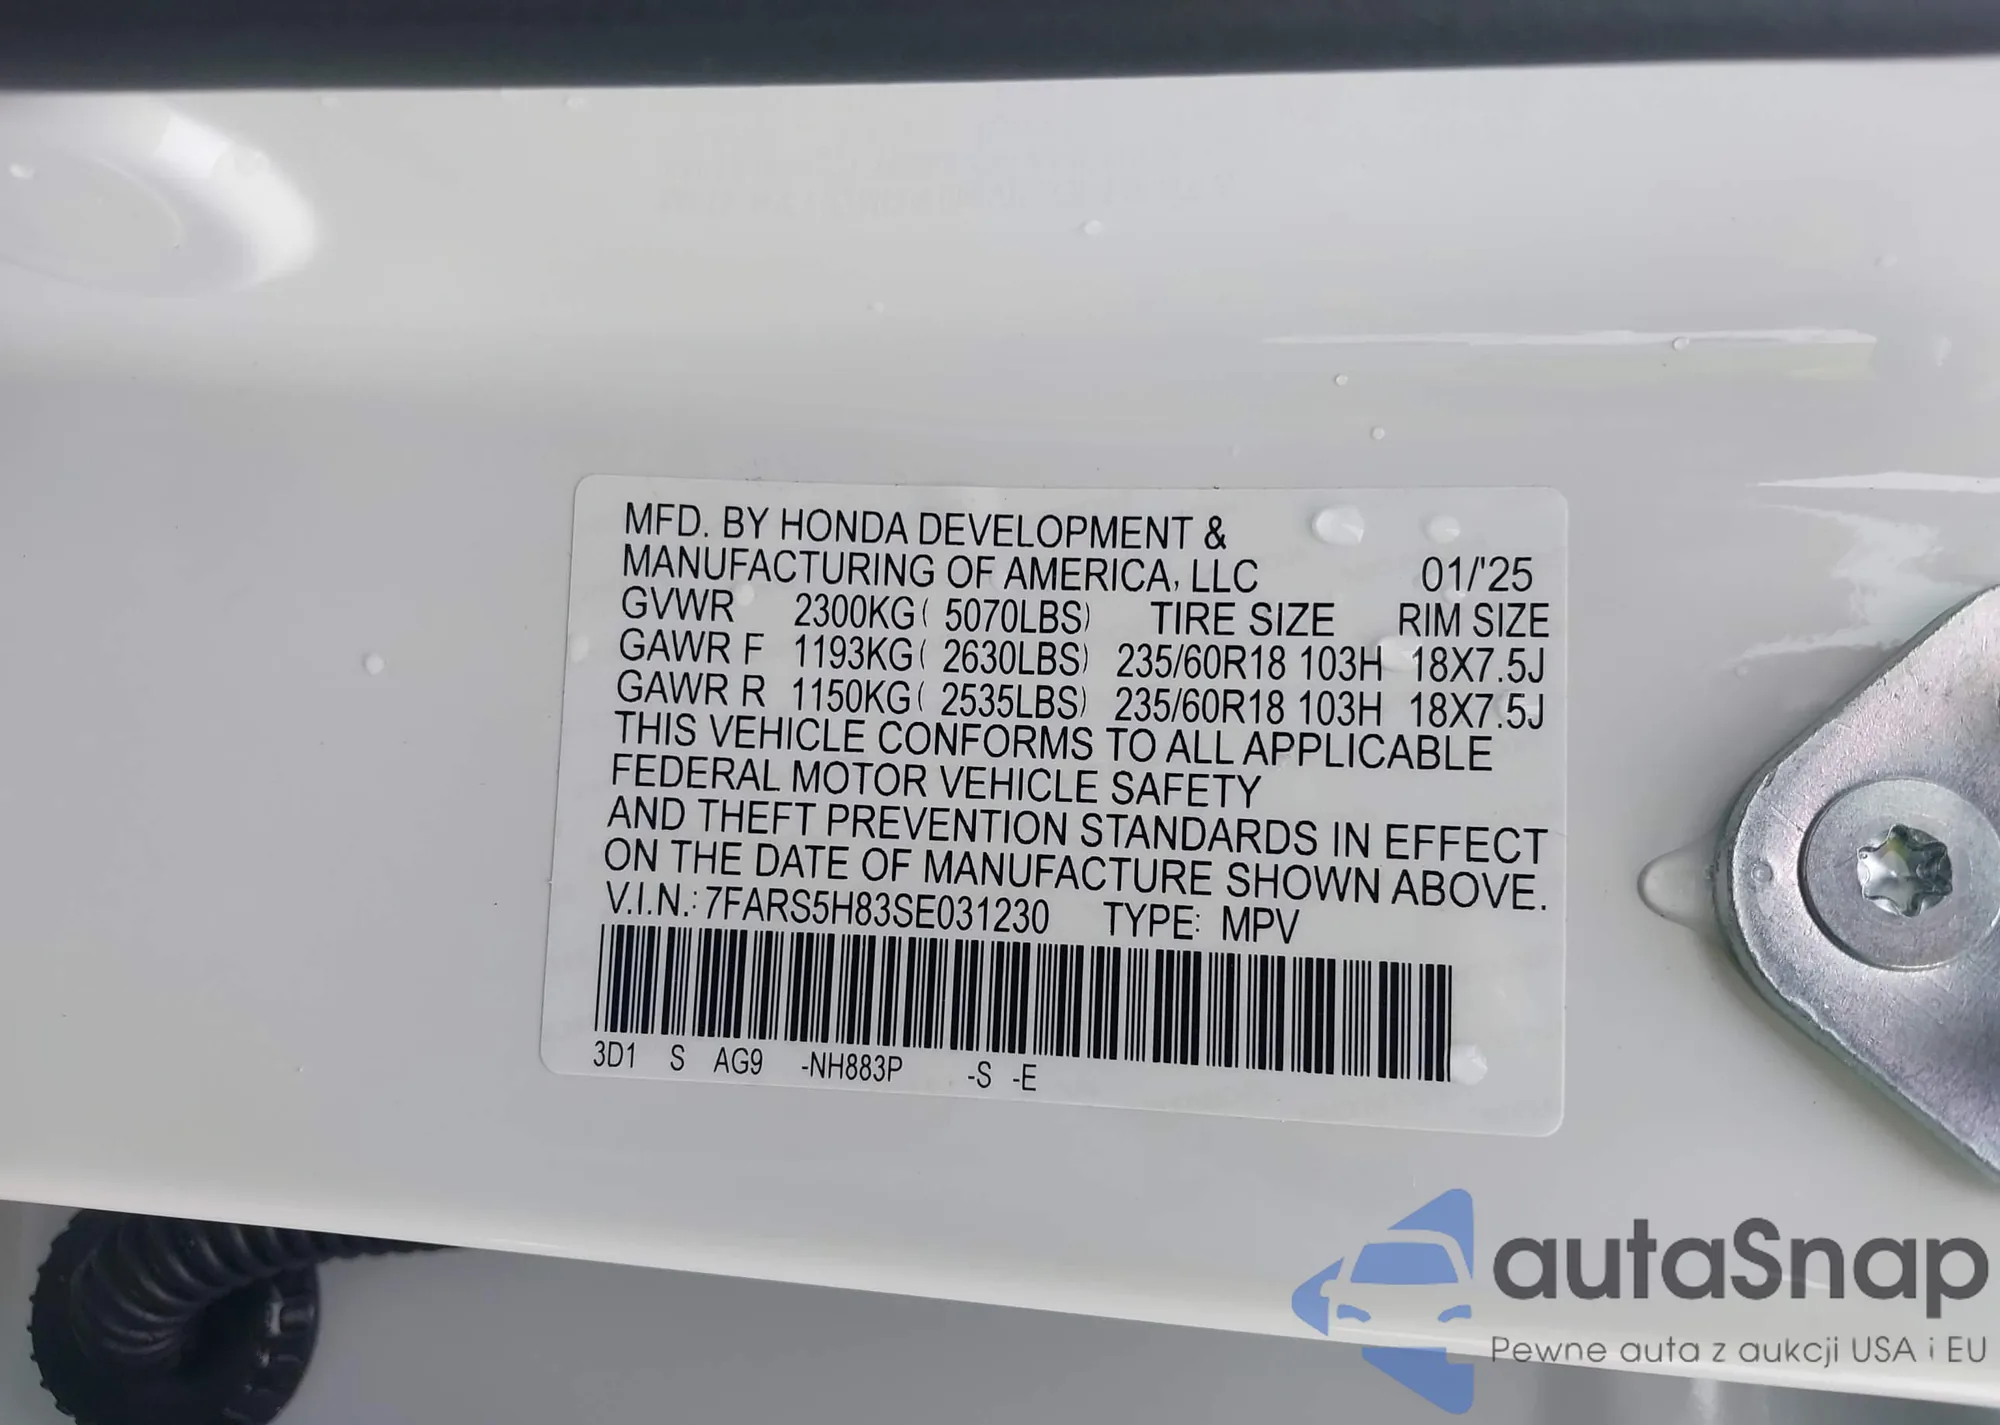 MFD. BY HONDA DEVELOPMENT &
MANUFACTURING OF AMERICA, LLC 01/'25
GVWR 2300KG( 5070LBS) TIRE SIZE RIM SIZE
GAWR F 1193KG( 2630LBS) 235/60R18 103H 18X7.5J
GAWR R 1150KG( 2535LBS) 235/60R18 103H 18X7.5J
THIS VEHICLE CONFORMS TO ALL APPLICABLE
FEDERAL MOTOR VEHICLE SAFETY
AND THEFT PREVENTION STANDARDS IN EFFECT
ON THE DATE OF MANUFACTURE SHOWN ABOVE.
V.I.N.: 7FARS5H83SE031230 TYPE: MPV
3D1 S AG9 -NH883P -S -E
autaSnap
Pewne auta z aukcji USA i EU